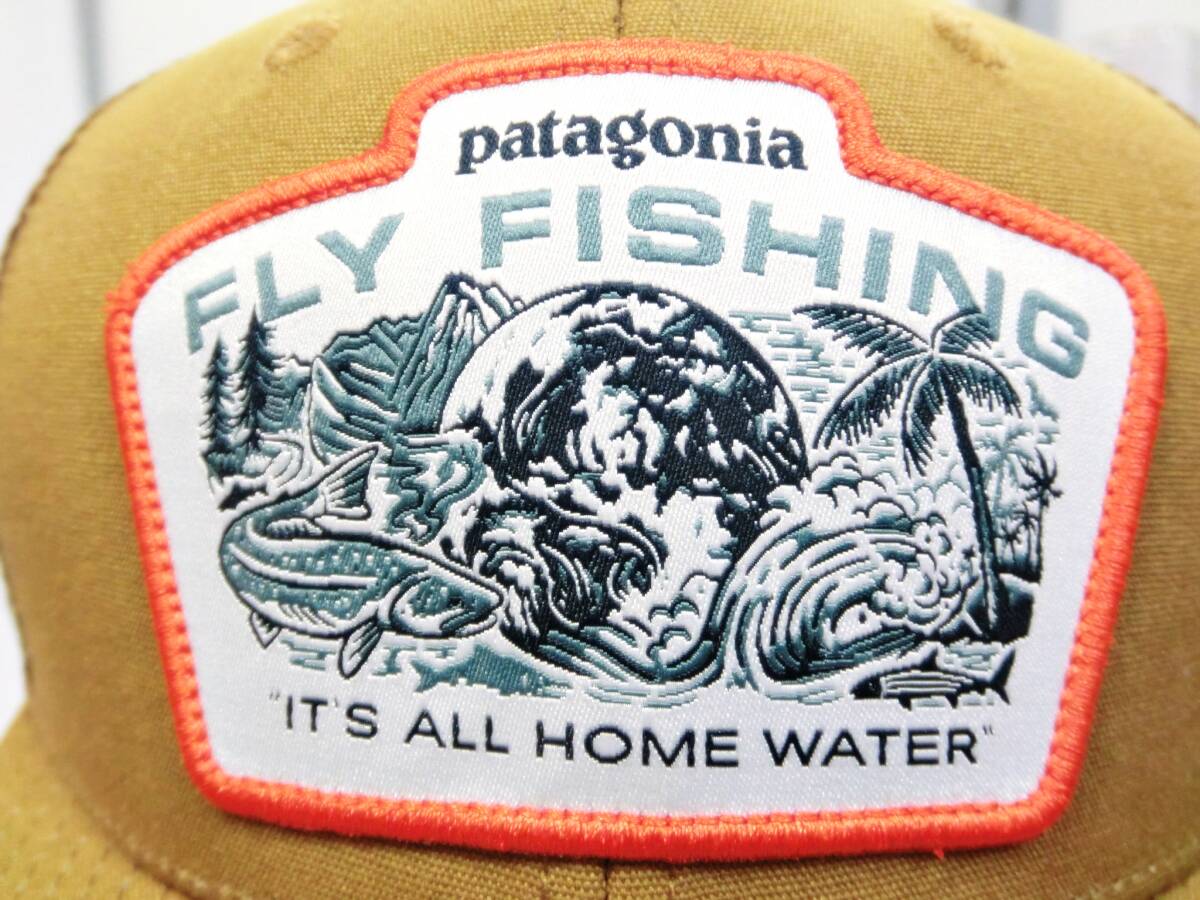 patagonia
FLY FISHING
"IT'S ALL HOME WATER"